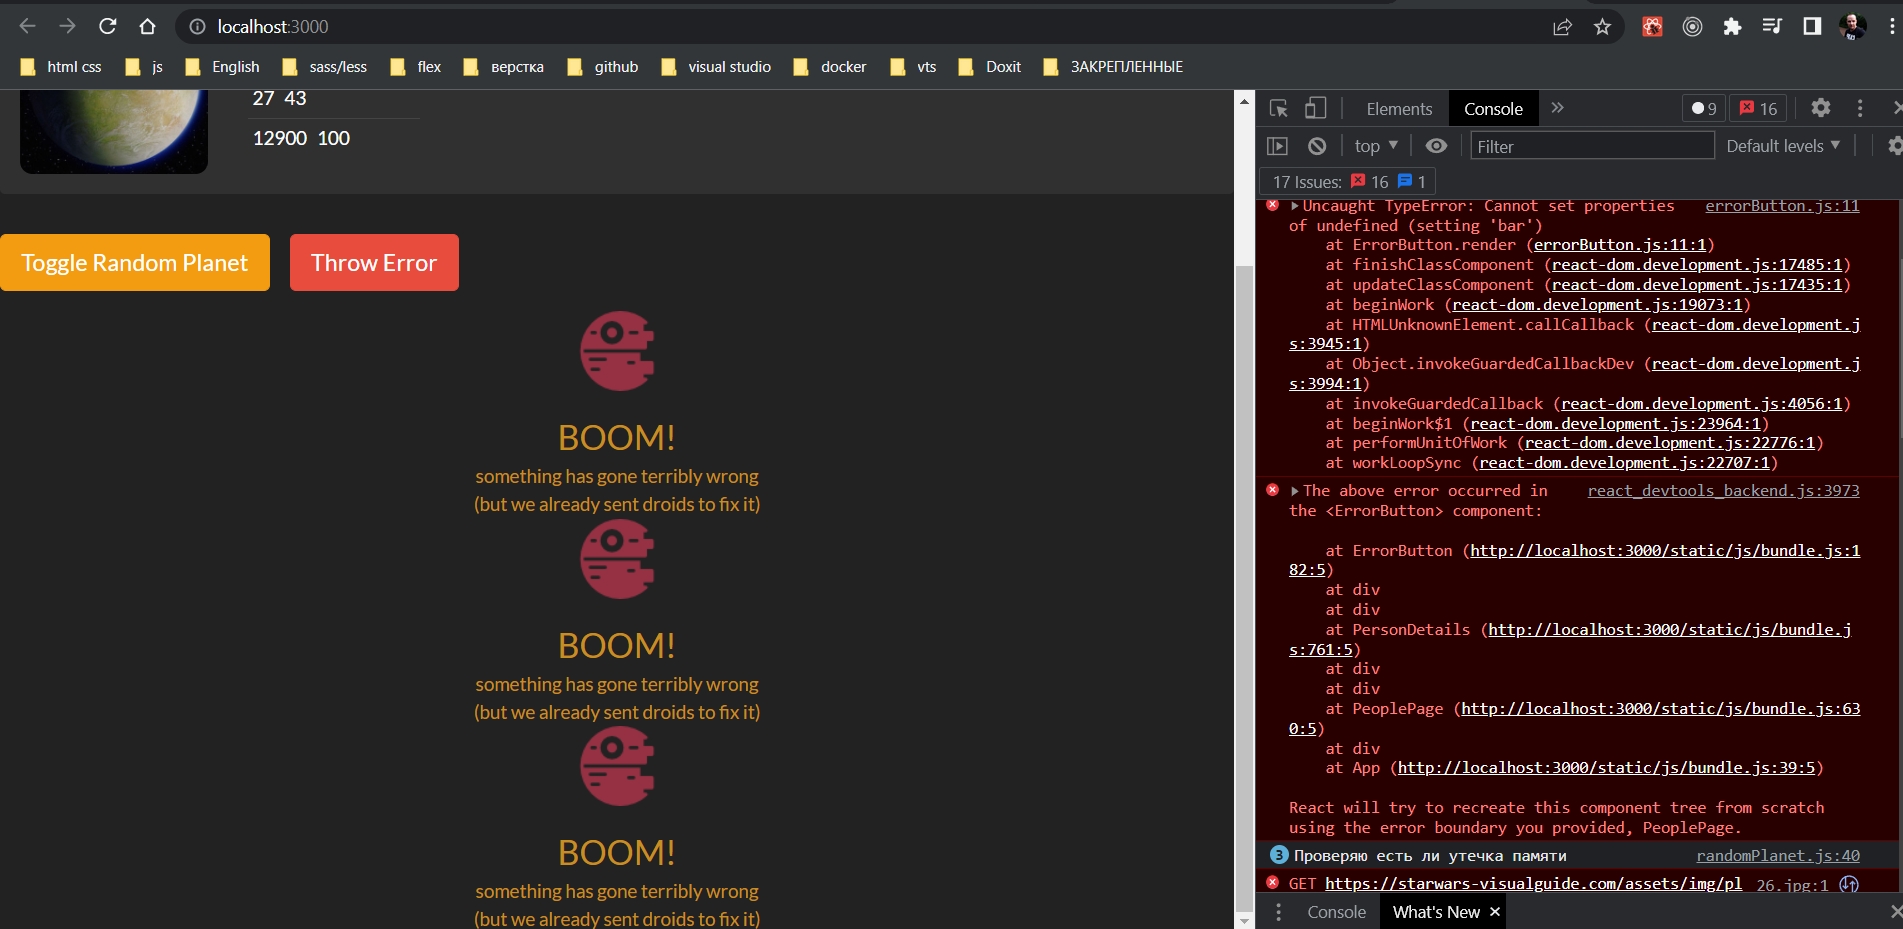 localhost:3000
html css
js
English
sass/less
flex
верстка
github
visual studio
docker
vts
Doxit
ЗАКРЕПЛЕННЫЕ
27 43
12900 100
Toggle Random Planet
Throw Error
BOOM!
something has gone terribly wrong
(but we already sent droids to fix it)
BOOM!
something has gone terribly wrong
(but we already sent droids to fix it)
BOOM!
something has gone terribly wrong
(but we already sent droids to fix it)
Elements
Console
9
16
top
Filter
Default levels
17 Issues: 16 1
Uncaught TypeError: Cannot set properties errorButton.js:11
of undefined (setting 'bar')
at ErrorButton.render (errorButton.js:11:1)
at finishClassComponent (react-dom.development.js:17485:1)
at updateClassComponent (react-dom.development.js:17435:1)
at beginWork (react-dom.development.js:19073:1)
at HTMLUnknownElement.callCallback (react-dom.development.j
s:3945:1)
at Object.invokeGuardedCallbackDev (react-dom.development.j
s:3994:1)
at invokeGuardedCallback (react-dom.development.js:4056:1)
at beginWork$1 (react-dom.development.js:23964:1)
at performUnitOfWork (react-dom.development.js:22776:1)
at workLoopSync (react-dom.development.js:22707:1)
The above error occurred in react_devtools_backend.js:3973
the <ErrorButton> component:
at ErrorButton (http://localhost:3000/static/js/bundle.js:1
82:5)
at div
at div
at PersonDetails (http://localhost:3000/static/js/bundle.j
s:761:5)
at div
at div
at PeoplePage (http://localhost:3000/static/js/bundle.js:63
0:5)
at div
at App (http://localhost:3000/static/js/bundle.js:39:5)
React will try to recreate this component tree from scratch
using the error boundary you provided, PeoplePage.
3 Проверяю есть ли утечка памяти randomPlanet.js:40
GET https://starwars-visualguide.com/assets/img/pl 26.jpg:1
Console
What's New